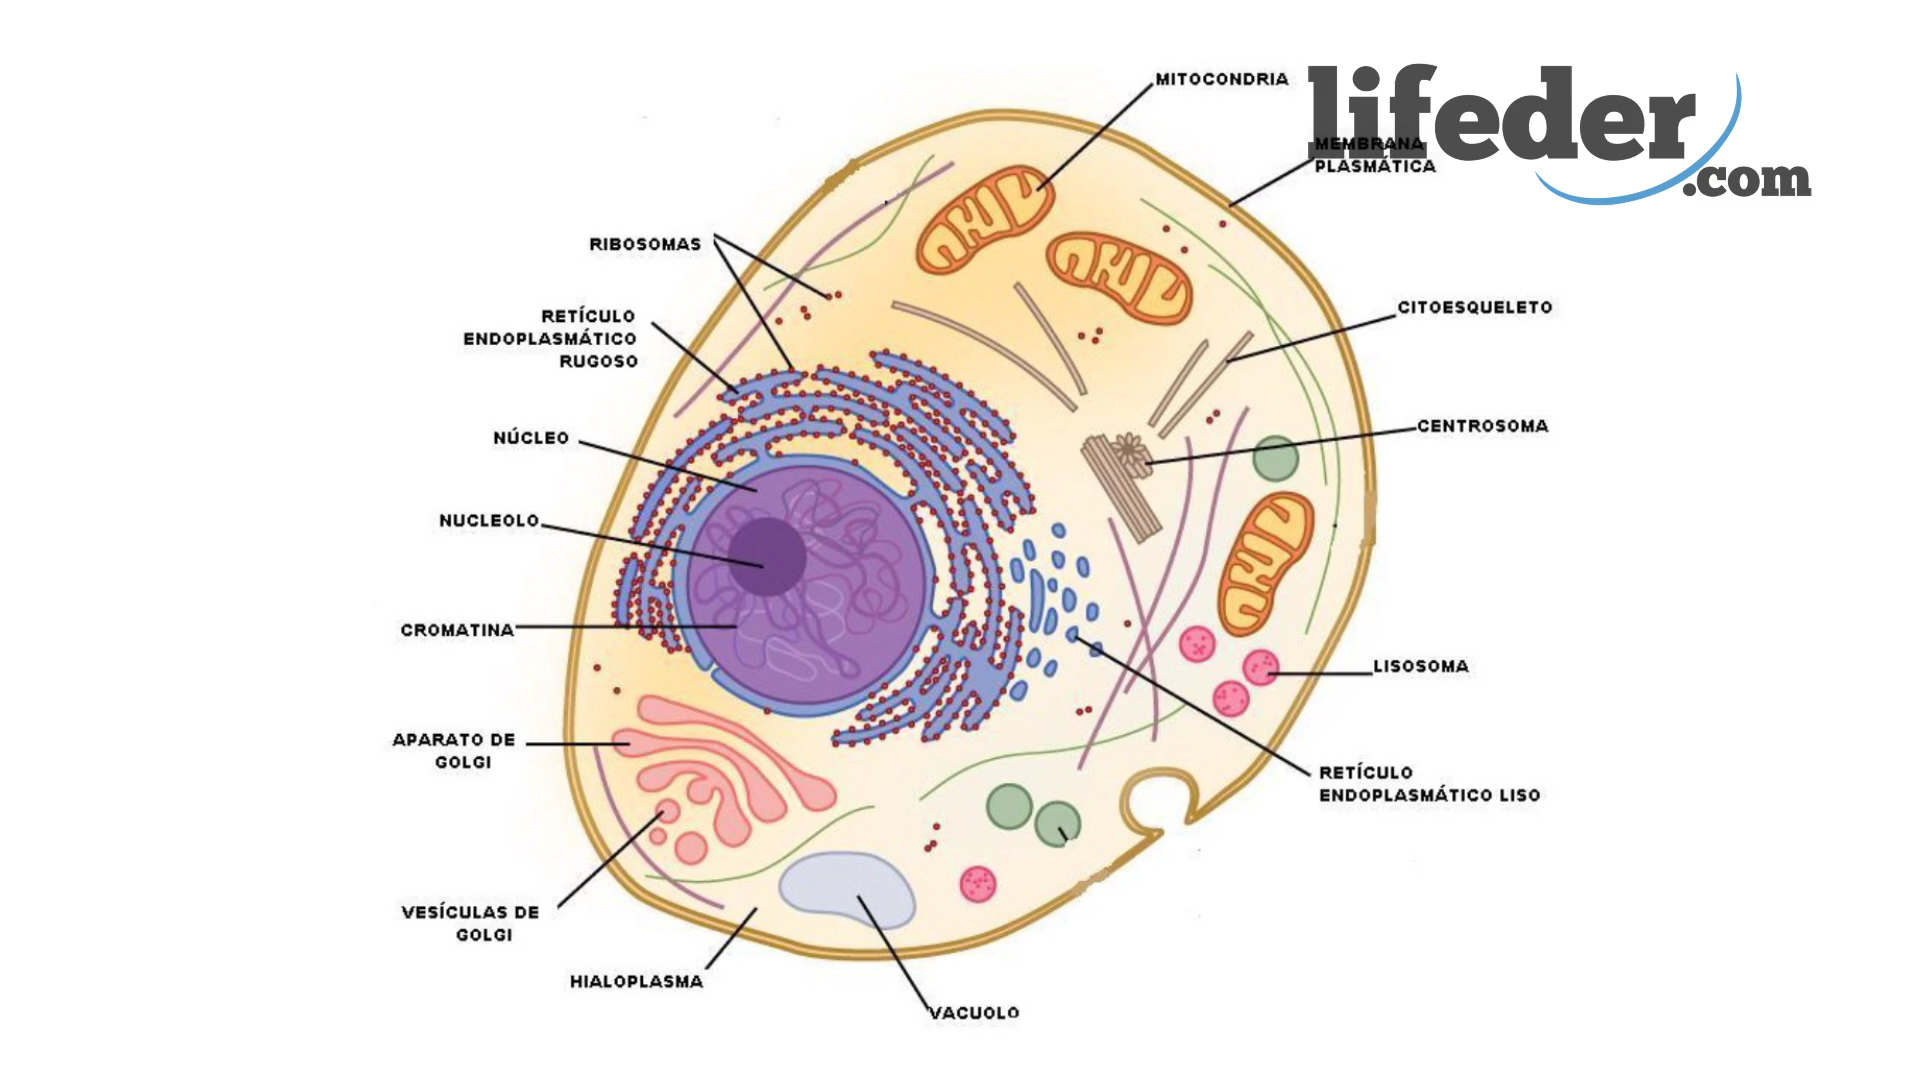 MITOCONDRIA
lifeder
.com
MEMBRANA
PLASMÁTICA
RIBOSOMAS
RETÍCULO
ENDOPLASMÁTICO
RUGOSO
CITOESQUELETO
NÚCLEO
CENTROSOMA
NUCLEOLO
CROMATINA
LISOSOMA
APARATO DE
GOLGI
RETÍCULO
ENDOPLASMÁTICO LISO
VESÍCULAS DE
GOLGI
HIALOPLASMA
VACUOLO